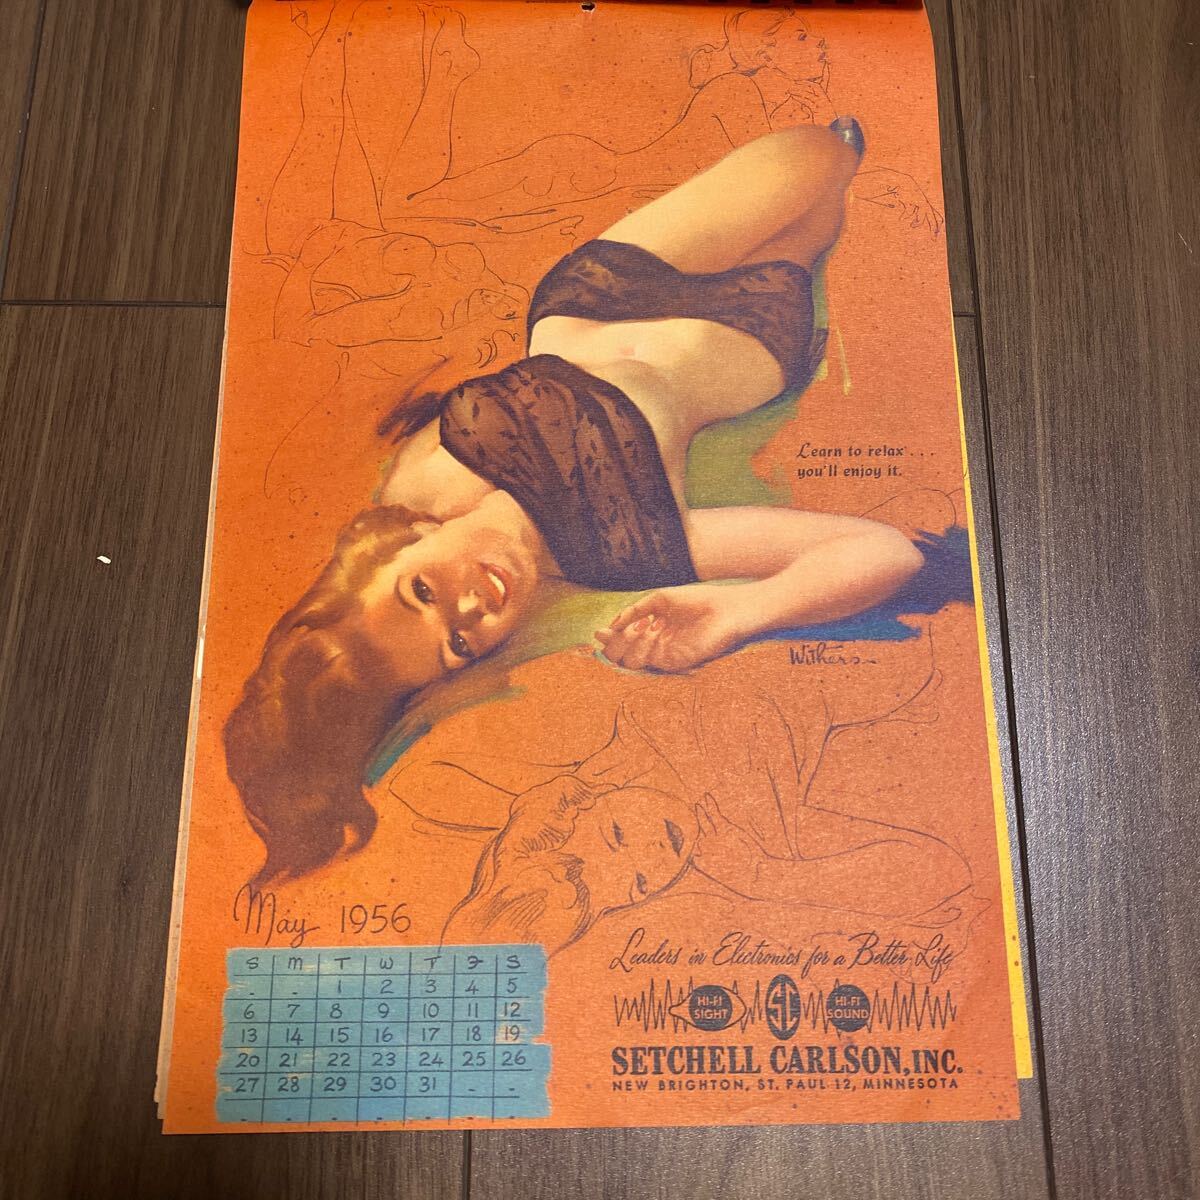 Learn to relax...
you'll enjoy it.
Withers
May 1956
S M T W T F S
- - 1 2 3 4 5
6 7 8 9 10 11 12
13 14 15 16 17 18 19
20 21 22 23 24 25 26
27 28 29 30 31 - -
Leaders in Electronics for a Better Life
HI-FI SIGHT SC HI-FI SOUND
SETCHELL CARLSON, INC.
NEW BRIGHTON, ST. PAUL 12, MINNESOTA